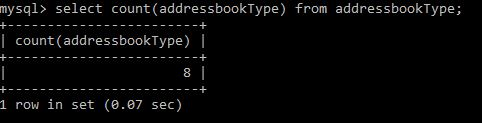 mysql> select count(addressbookType) from addressbookType;
+------------------------+
| count(addressbookType) |
+------------------------+
|                      8 |
+------------------------+
1 row in set (0.07 sec)